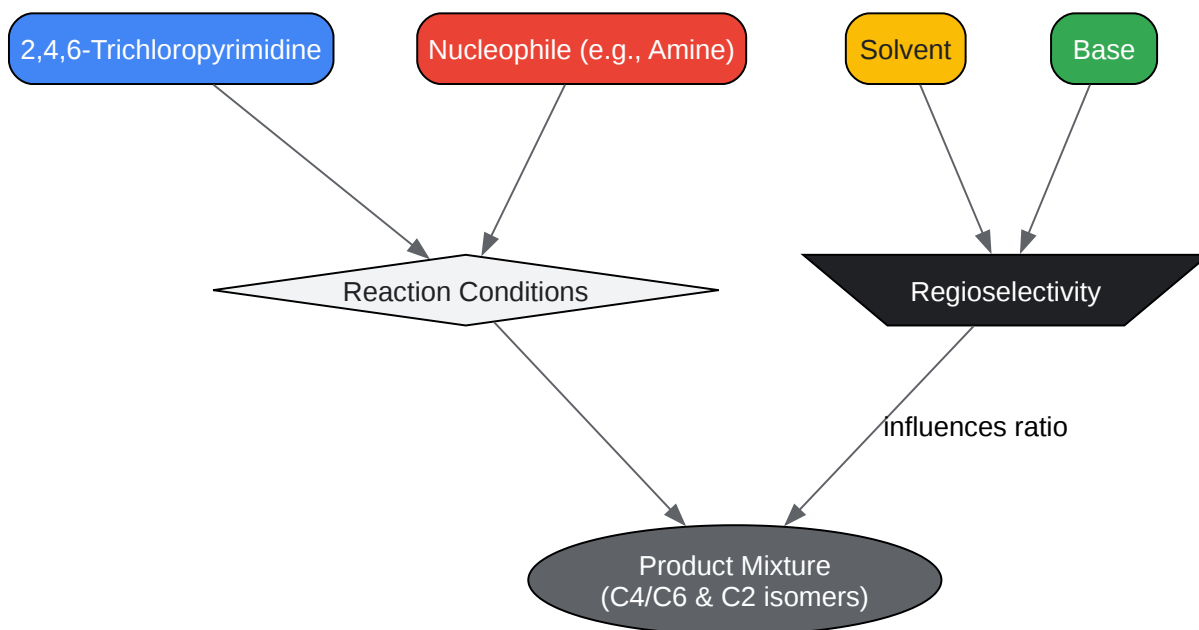 2,4,6-Trichloropyrimidine
Nucleophile (e.g., Amine)
Solvent
Base
Reaction Conditions
Regioselectivity
influences ratio
Product Mixture
(C4/C6 & C2 isomers)